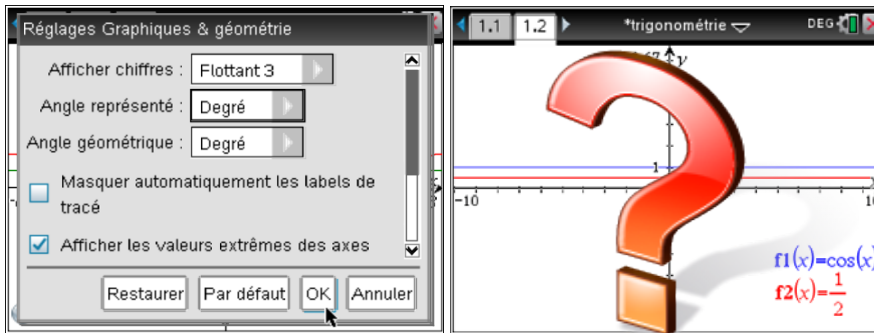 Réglages Graphiques & géométrie
Afficher chiffres : Flottant 3
Angle représenté : Degré
Angle géométrique : Degré
Masquer automatiquement les labels de
tracé
Afficher les valeurs extrêmes des axes
Restaurer Par défaut OK Annuler
1.1 1.2 *trigonométrie DEG
y
1
-10 10
f1(x)=cos(x)
f2(x)=1/2